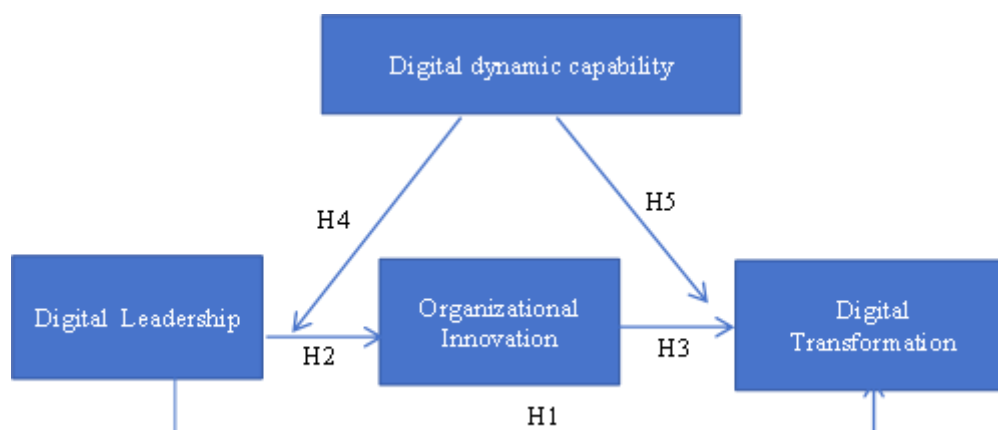 Digital dynamic capability
H4
H5
Digital Leadership
H2
Organizational
Innovation
H3
Digital
Transformation
H1